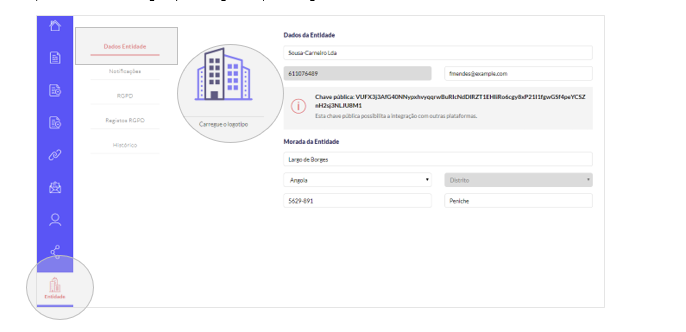 Dados Entidade
Notificações
RGPD
Registos RGPD
Histórico
Entidade
Carregue o logotipo
Dados da Entidade
Sousa-Carneiro Lda
611076489
fmendes@example.com
Chave pública:
Esta chave pública possibilita a integração com outras plataformas.
Morada da Entidade
Largo de Borges
Angola
Distrito
5629-891
Peniche